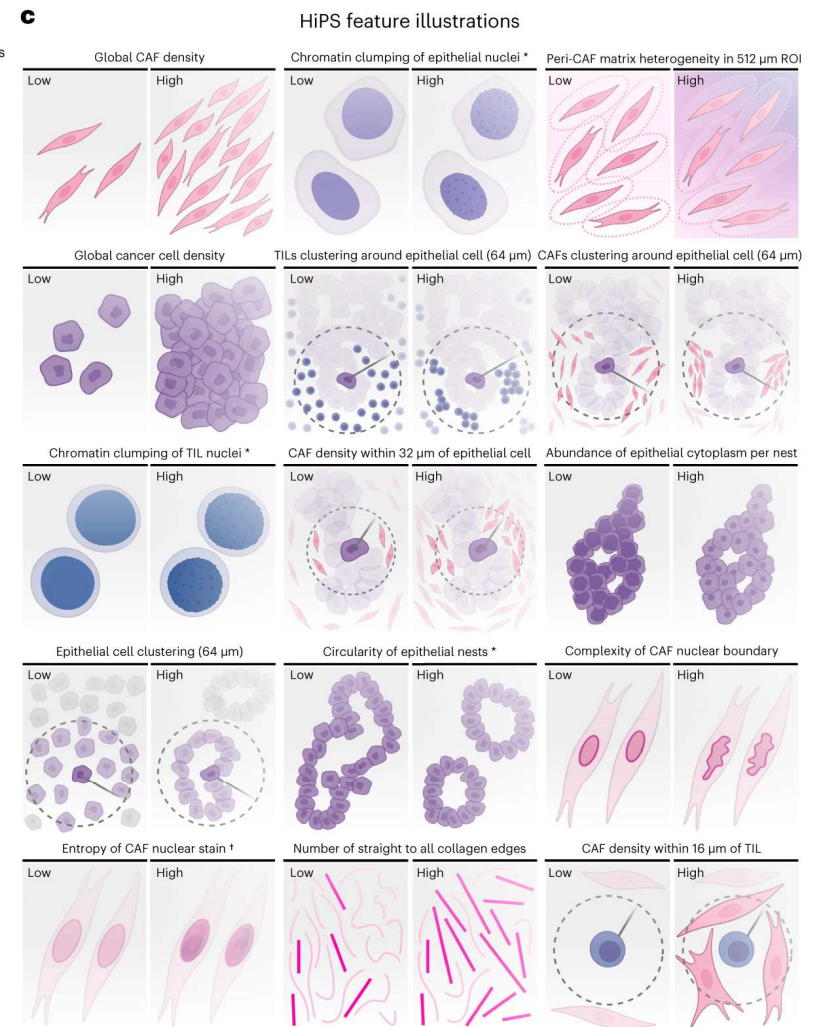 c
HiPS feature illustrations
s
Global CAF density
Low
High
Chromatin clumping of epithelial nuclei *
Low
High
Peri-CAF matrix heterogeneity in 512 µm ROI
Low
High
Global cancer cell density
Low
High
TILs clustering around epithelial cell (64 µm)
Low
High
CAFs clustering around epithelial cell (64 µm)
Low
High
Chromatin clumping of TIL nuclei *
Low
High
CAF density within 32 µm of epithelial cell
Low
High
Abundance of epithelial cytoplasm per nest
Low
High
Epithelial cell clustering (64 µm)
Low
High
Circularity of epithelial nests *
Low
High
Complexity of CAF nuclear boundary
Low
High
Entropy of CAF nuclear stain †
Low
High
Number of straight to all collagen edges
Low
High
CAF density within 16 µm of TIL
Low
High